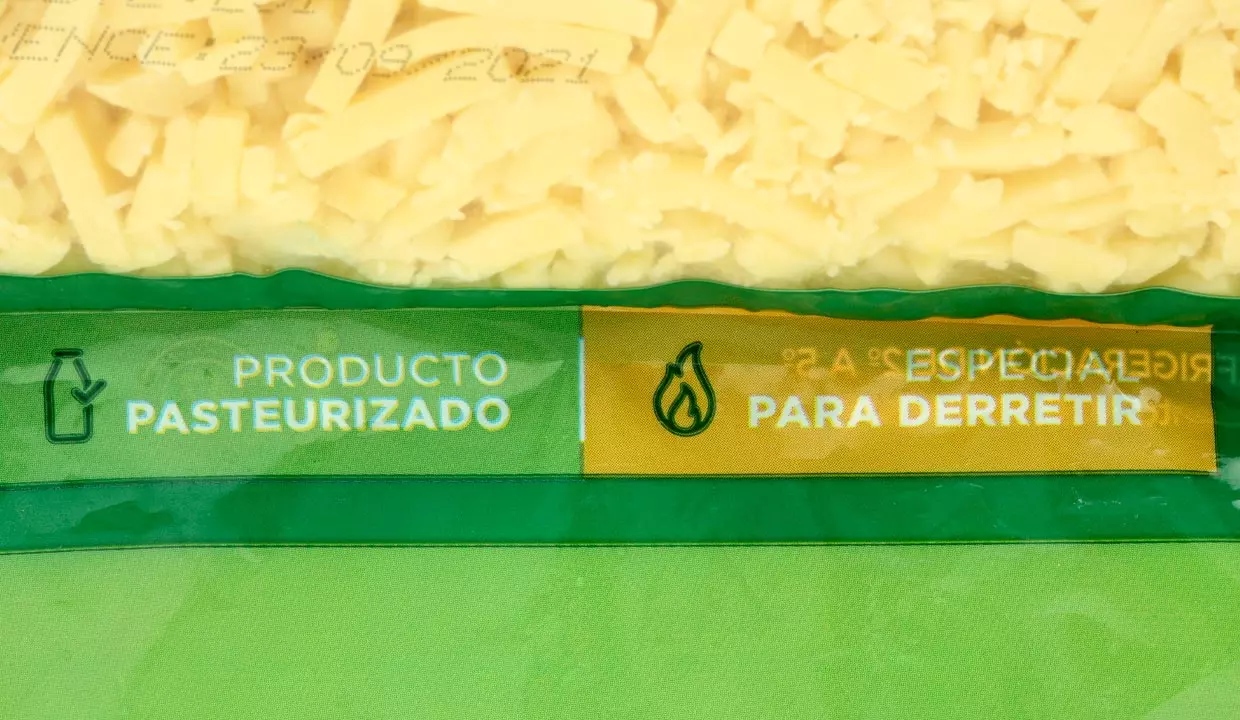 VENCE: 23 09 2021
PRODUCTO
PASTEURIZADO
ESPECIAL
PARA DERRETIR